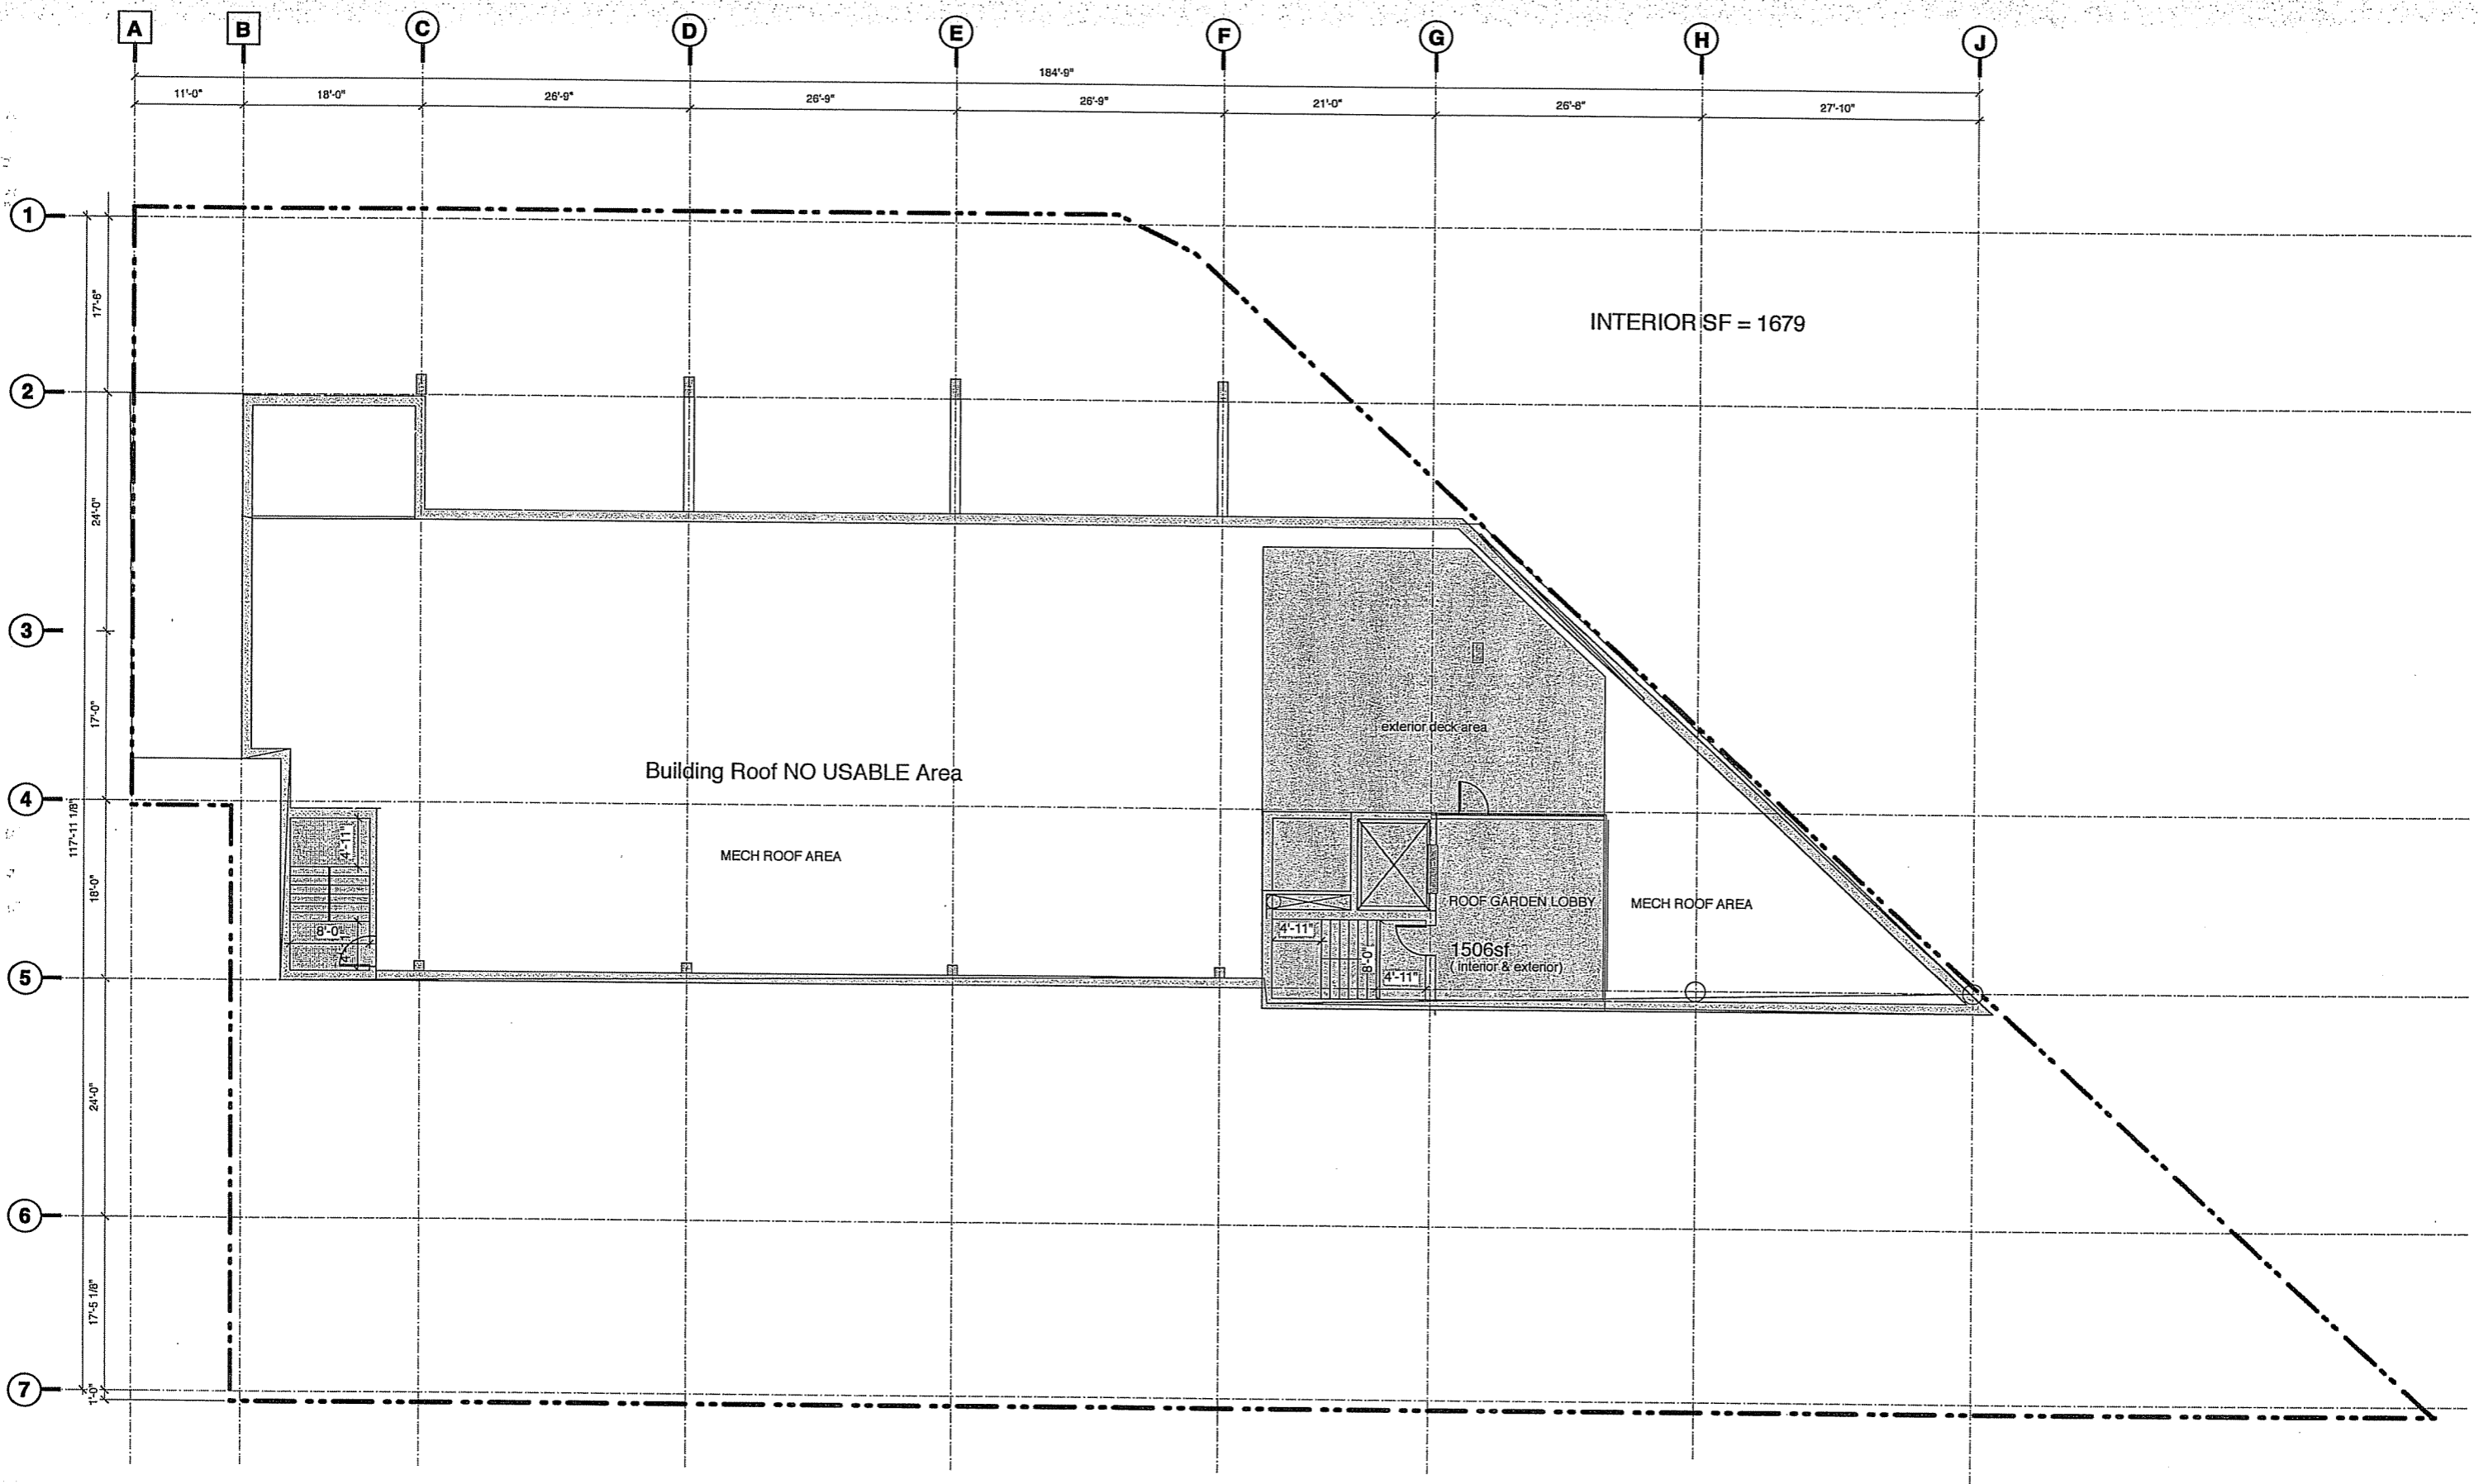 A B C D E F G H J
184'-9"
11'-0" 18'-0" 26'-9" 26'-9" 26'-9" 21'-0" 26'-8" 27'-10"
1
17'-6"
INTERIOR SF = 1679
2
24'-0"
3
17'-0"
exterior deck area
Building Roof NO USABLE Area
4
117'-11 1/8"
4'-11"
MECH ROOF AREA
18'-0"
ROOF GARDEN LOBBY
MECH ROOF AREA
8'-0"
4'-11"
1506sf
( interior & exterior)
8'-0"
4'-11"
5
24'-0"
6
17'-5 1/8"
7
1'-0"